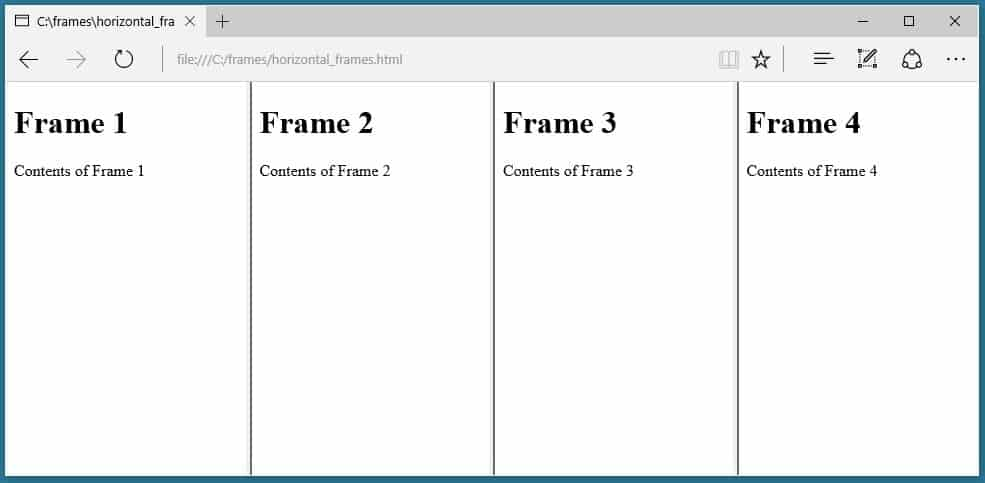 C:\frames\horizontal_fra
file:///C:/frames/horizontal_frames.html
Frame 1
Contents of Frame 1
Frame 2
Contents of Frame 2
Frame 3
Contents of Frame 3
Frame 4
Contents of Frame 4